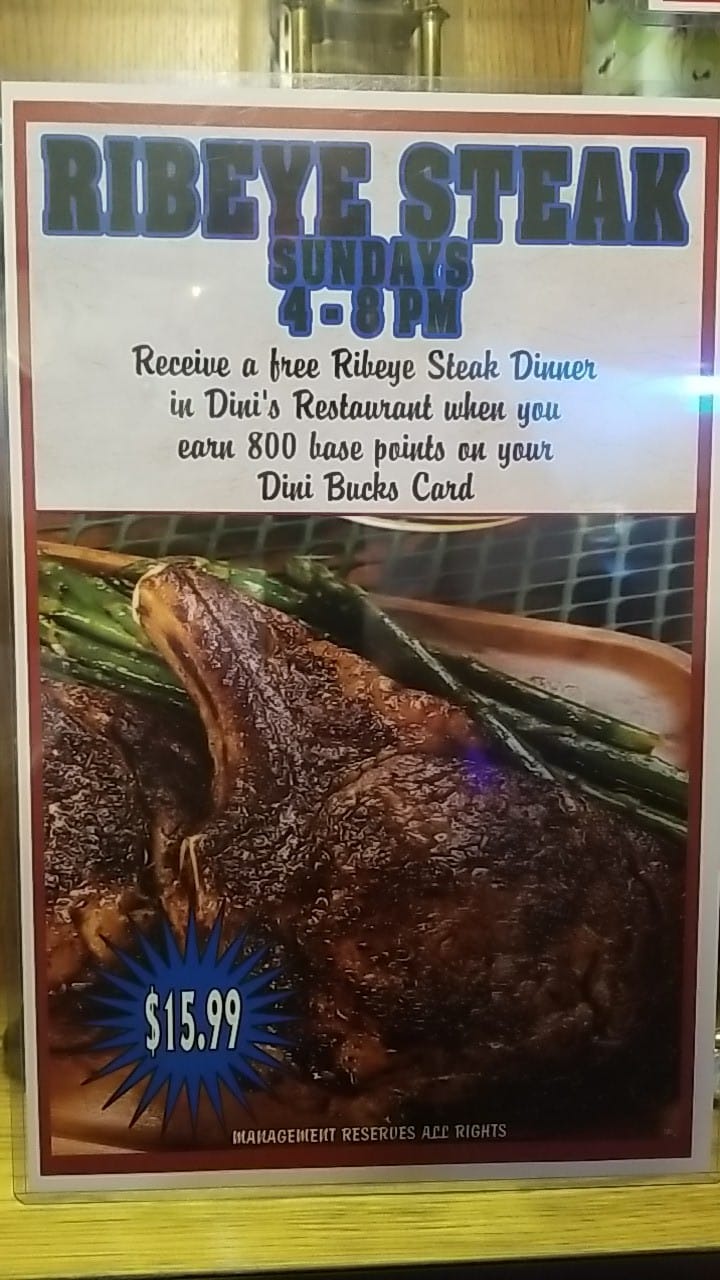 RIBEYE STEAK
SUNDAYS
4 - 8 PM
Receive a free Ribeye Steak Dinner
in Dini's Restaurant when you
earn 800 base points on your
Dini Bucks Card
$15.99
MANAGEMENT RESERVES ALL RIGHTS